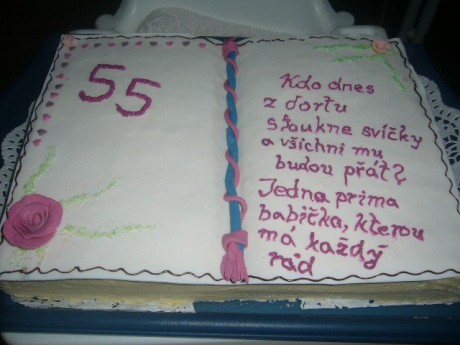 55
Kdo dnes
z dortu
sfoukne svíčky
a všichni mu
budou přát?
Jedna prima
babička, kterou
má každý
rád